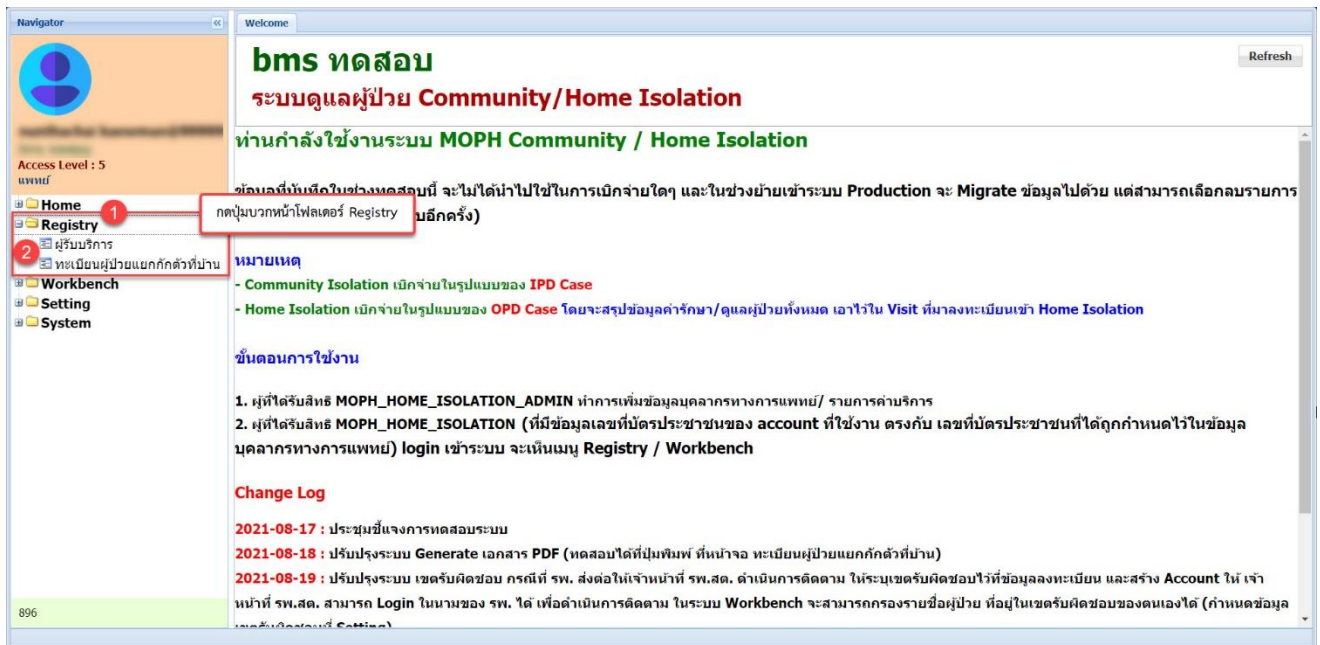 Navigator
Welcome
bms ทดสอบ
Refresh
ระบบดูแลผู้ป่วย Community/Home Isolation
ท่านกำลังใช้งานระบบ MOPH Community / Home Isolation
Access Level : 5
แพทย์
ข้อมูลที่บันทึกในช่วงทดสอบนี้ จะไม่ได้นำไปใช้ในการเบิกจ่ายใดๆ และในช่วงย้ายเข้าระบบ Production จะ Migrate ข้อมูลไปด้วย แต่สามารถเลือกลบรายการ
บอีกครั้ง)
Home
1
กดปุ่มบวกหน้าโฟลเดอร์ Registry
Registry
2
ผู้รับบริการ
ทะเบียนผู้ป่วยแยกกักตัวที่บ้าน
Workbench
Setting
System
หมายเหตุ
- Community Isolation เบิกจ่ายในรูปแบบของ IPD Case
- Home Isolation เบิกจ่ายในรูปแบบของ OPD Case โดยจะสรุปข้อมูลค่ารักษา/ดูแลผู้ป่วยทั้งหมด เอาไว้ใน Visit ที่มาลงทะเบียนเข้า Home Isolation
ขั้นตอนการใช้งาน
1. ผู้ที่ได้รับสิทธิ MOPH_HOME_ISOLATION_ADMIN ทำการเพิ่มข้อมูลบุคลากรทางการแพทย์/ รายการค่าบริการ
2. ผู้ที่ได้รับสิทธิ MOPH_HOME_ISOLATION (ที่มีข้อมูลเลขที่บัตรประชาชนของ account ที่ใช้งาน ตรงกับ เลขที่บัตรประชาชนที่ได้ถูกกำหนดไว้ในข้อมูล
บุคลากรทางการแพทย์) login เข้าระบบ จะเห็นเมนู Registry / Workbench
Change Log
2021-08-17 : ประชุมชี้แจงการทดสอบระบบ
2021-08-18 : ปรับปรุงระบบ Generate เอกสาร PDF (ทดสอบได้ที่ปุ่มพิมพ์ ที่หน้าจอ ทะเบียนผู้ป่วยแยกกักตัวที่บ้าน)
2021-08-19 : ปรับปรุงระบบ เขตรับผิดชอบ กรณีที่ รพ. ส่งต่อให้เจ้าหน้าที่ รพ.สต. ดำเนินการติดตาม ให้ระบุเขตรับผิดชอบไว้ที่ข้อมูลลงทะเบียน และสร้าง Account ให้ เจ้า
หน้าที่ รพ.สต. สามารถ Login ในนามของ รพ. ได้ เพื่อดำเนินการติดตาม ในระบบ Workbench จะสามารถกรองรายชื่อผู้ป่วย ที่อยู่ในเขตรับผิดชอบของตนเองได้ (กำหนดข้อมูล
เขตรับผิดชอบที่ Setting)
896